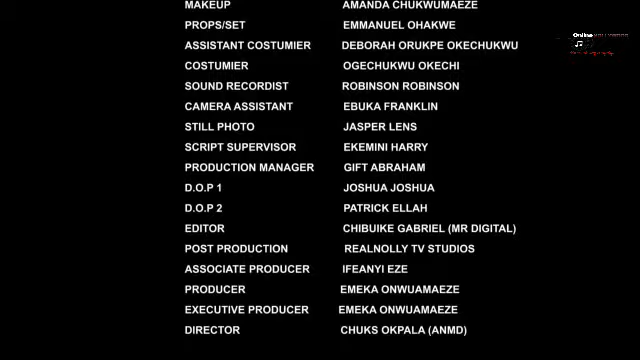 MAKEUP AMANDA CHUKWUMAEZE
PROPS/SET EMMANUEL OHAKWE
ASSISTANT COSTUMIER DEBORAH ORUKPE OKECHUKWU
COSTUMIER OGECHUKWU OKECHI
SOUND RECORDIST ROBINSON ROBINSON
CAMERA ASSISTANT EBUKA FRANKLIN
STILL PHOTO JASPER LENS
SCRIPT SUPERVISOR EKEMINI HARRY
PRODUCTION MANAGER GIFT ABRAHAM
D.O.P 1 JOSHUA JOSHUA
D.O.P 2 PATRICK ELLAH
EDITOR CHIBUIKE GABRIEL (MR DIGITAL)
POST PRODUCTION REALNOLLY TV STUDIOS
ASSOCIATE PRODUCER IFEANYI EZE
PRODUCER EMEKA ONWUAMAEZE
EXECUTIVE PRODUCER EMEKA ONWUAMAEZE
DIRECTOR CHUKS OKPALA (ANMD)
Online